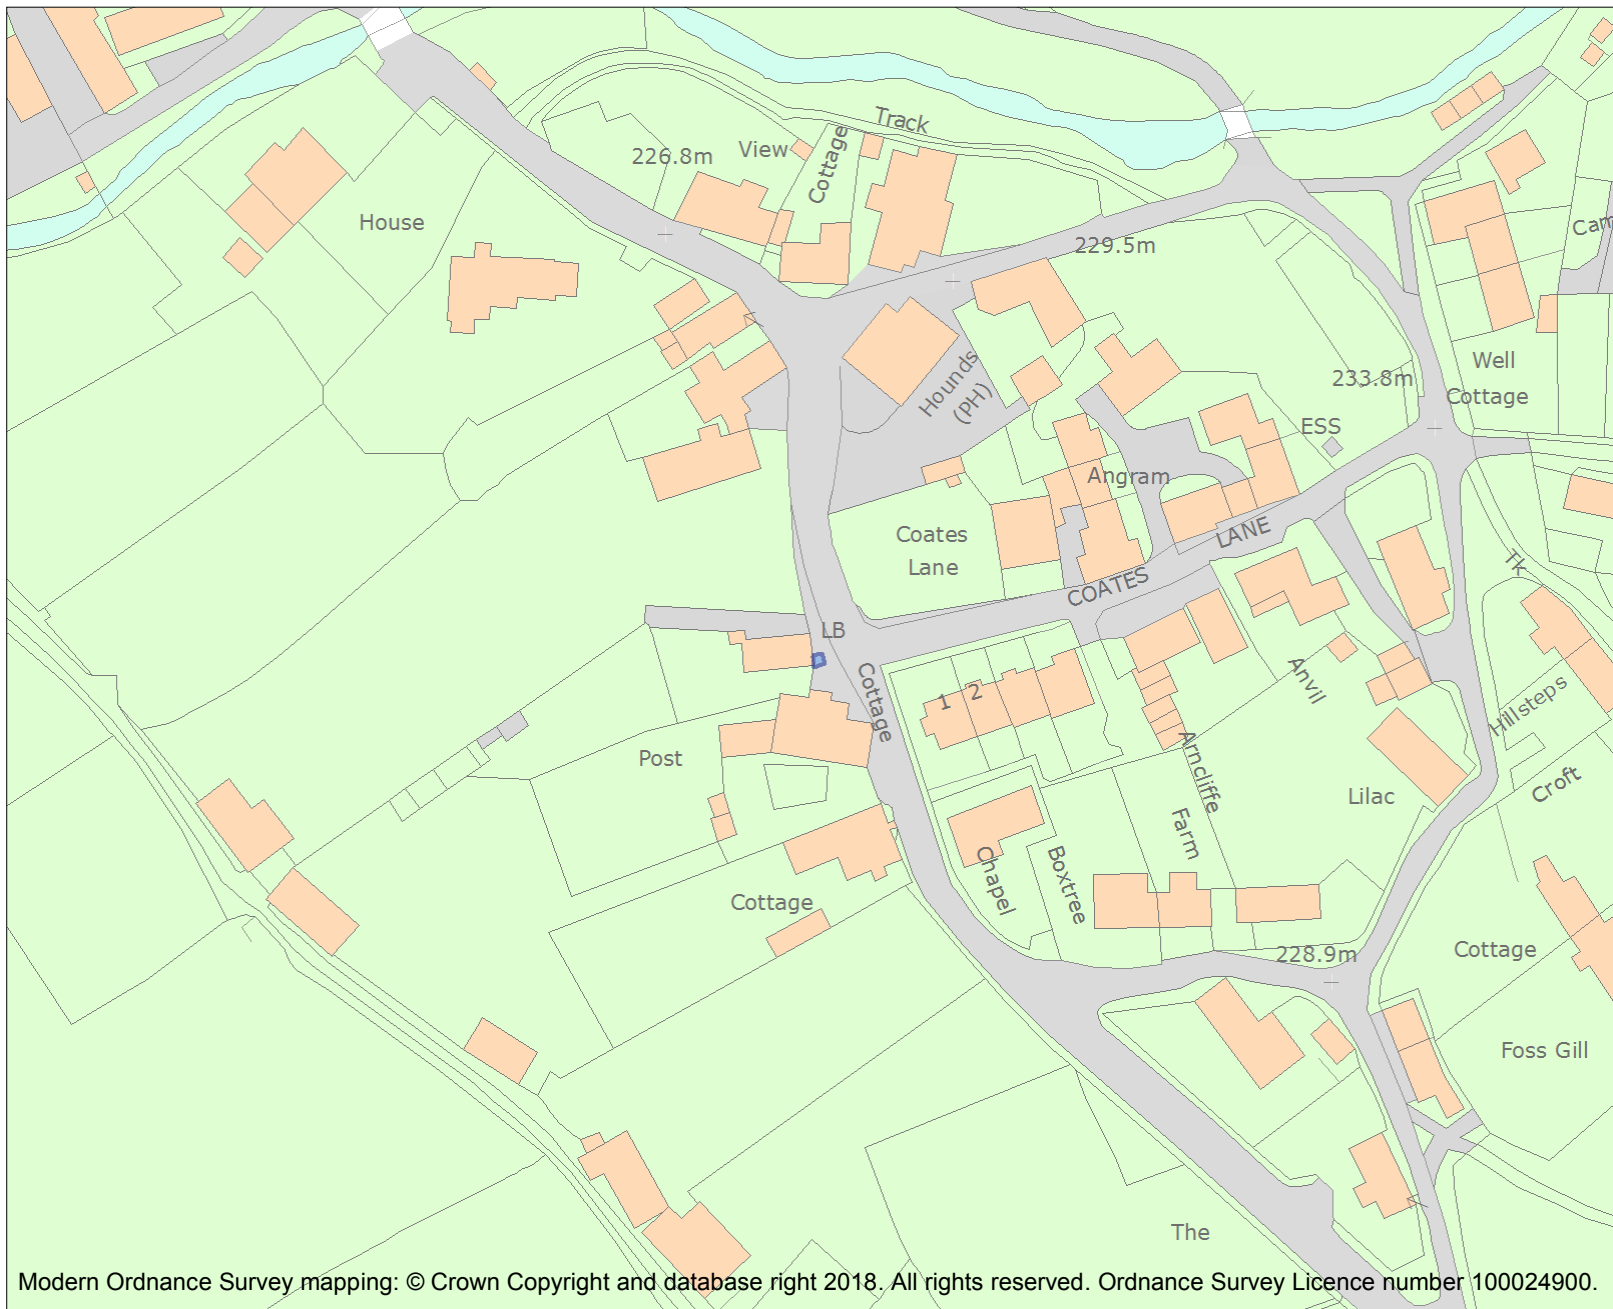 Track
226.8m
View
Cottage
House
229.5m
Cam
Hounds
(PH)
233.8m
Well
Cottage
ESS
Angram
Coates
Lane
LANE
COATES
Tk
LB
Cottage
1
2
Anvil
Hillsteps
Post
Arncliffe
Lilac
Croft
Farm
Chapel
Boxtree
Cottage
228.9m
Cottage
Foss Gill
The
Modern Ordnance Survey mapping: © Crown Copyright and database right 2018. All rights reserved. Ordnance Survey Licence number 100024900.